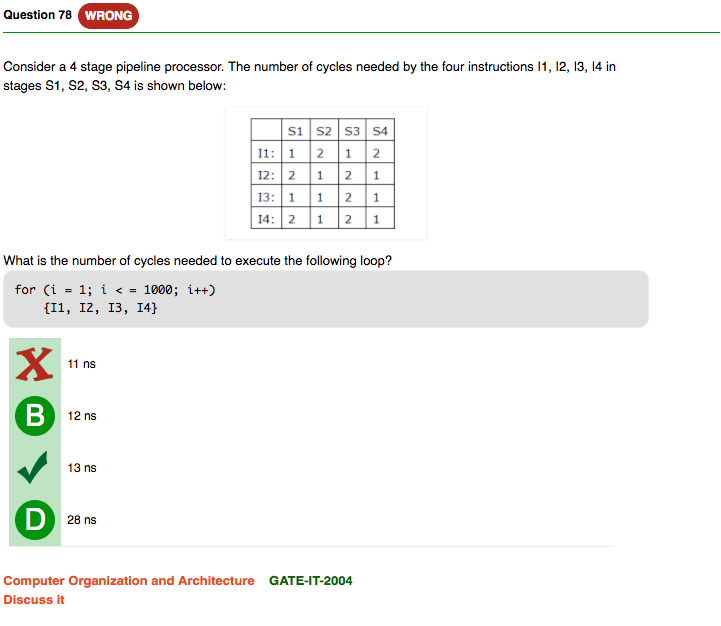 Question 78 WRONG
Consider a 4 stage pipeline processor. The number of cycles needed by the four instructions I1, I2, I3, I4 in
stages S1, S2, S3, S4 is shown below:
S1 S2 S3 S4
I1: 1 2 1 2
I2: 2 1 2 1
I3: 1 1 2 1
I4: 2 1 2 1
What is the number of cycles needed to execute the following loop?
for (i = 1; i < = 1000; i++)
{I1, I2, I3, I4}
X 11 ns
B 12 ns
13 ns
D 28 ns
Computer Organization and Architecture GATE-IT-2004
Discuss it